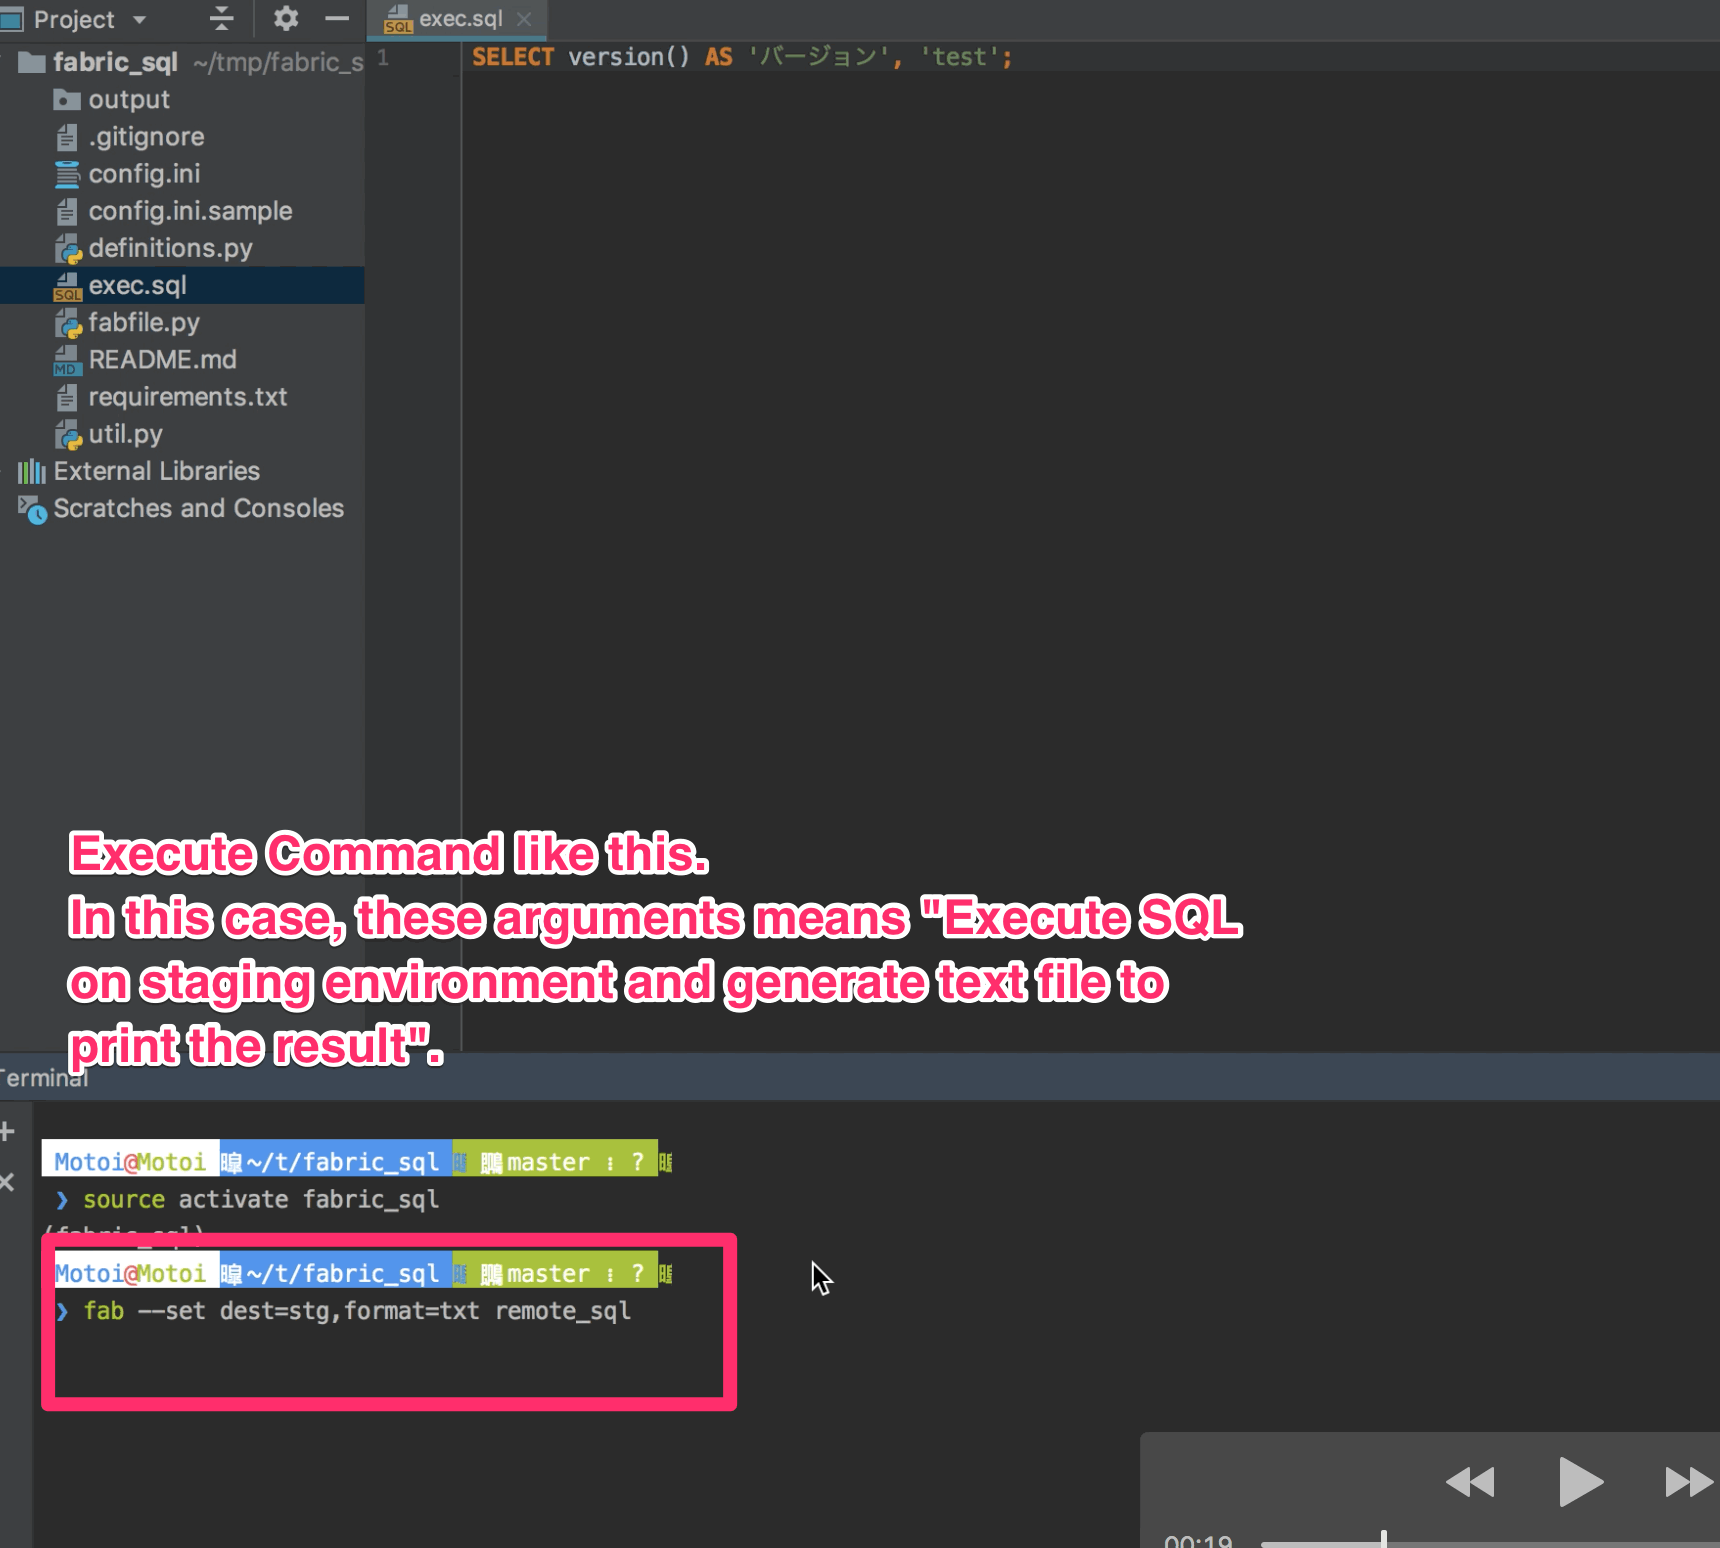 Project
exec.sql
fabric_sql ~/tmp/fabric_s
output
.gitignore
config.ini
config.ini.sample
definitions.py
SQL exec.sql
fabfile.py
MD README.md
requirements.txt
util.py
External Libraries
Scratches and Consoles
1 SELECT version() AS 'バージョン', 'test';
Execute Command like this.
In this case, these arguments means "Execute SQL
on staging environment and generate text file to
print the result".
Terminal
Motoi@Motoi ~/t/fabric_sql master : ?
❯ source activate fabric_sql
(fabric_sql)
Motoi@Motoi ~/t/fabric_sql master : ?
❯ fab --set dest=stg,format=txt remote_sql
00:19